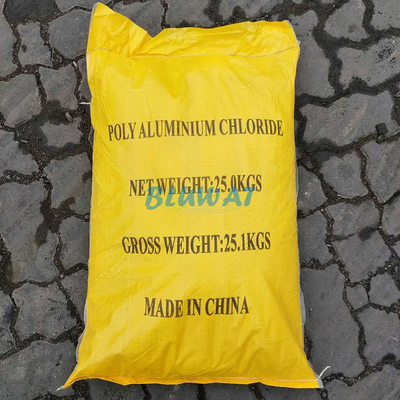 POLY ALUMINIUM CHLORIDE
NET WEIGHT:25.0KGS
BLUWAT
GROSS WEIGHT:25.1KGS
MADE IN CHINA